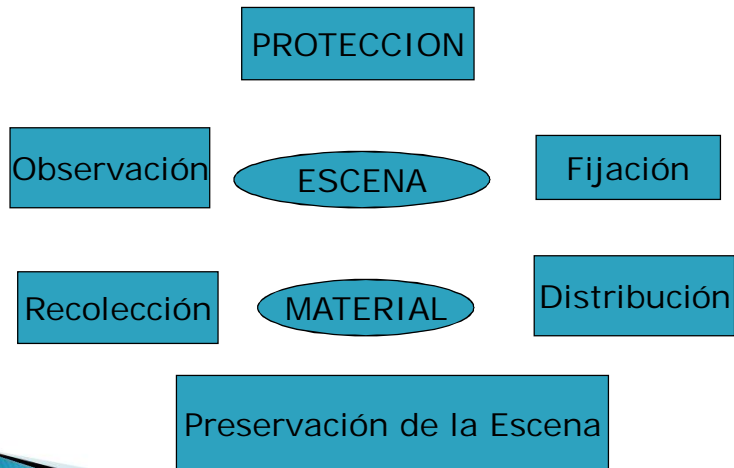 PROTECCION
Observación
ESCENA
Fijación
Recolección
MATERIAL
Distribución
Preservación de la Escena